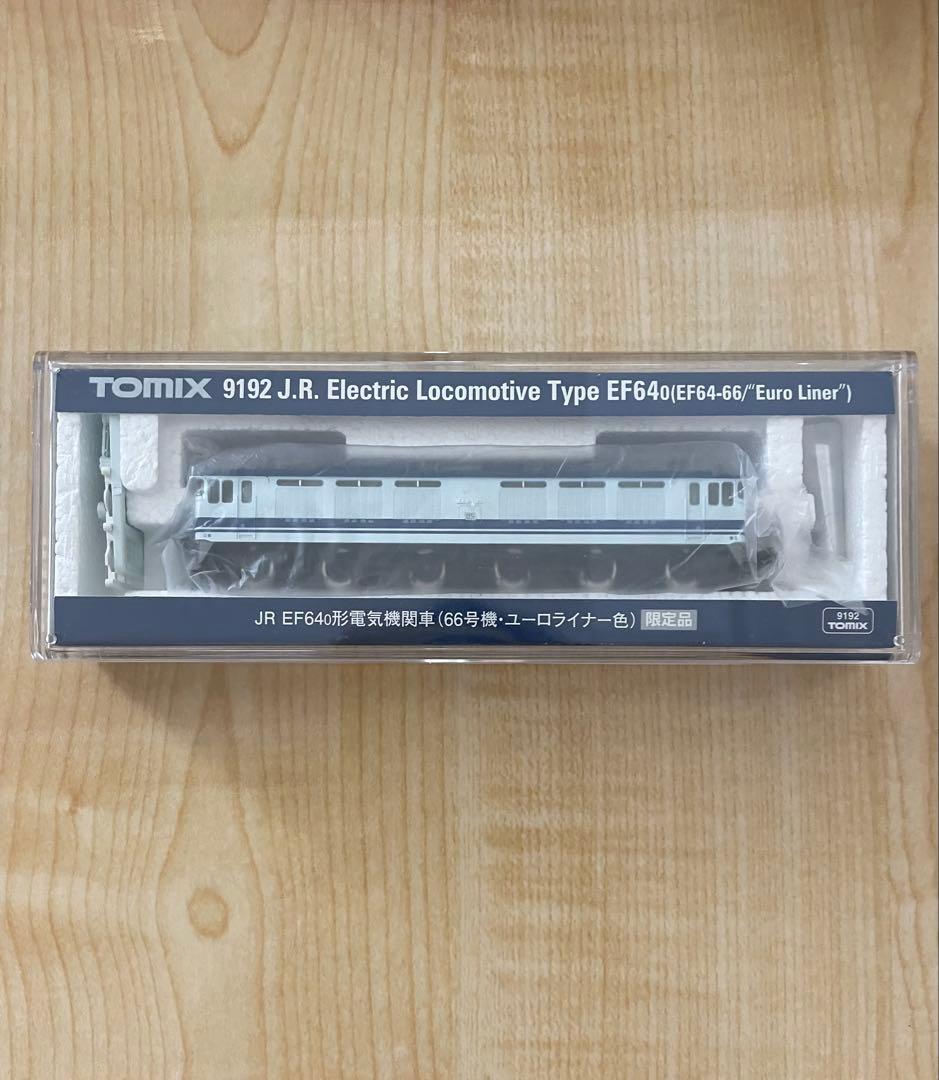 TOMIX 9192 J.R. Electric Locomotive Type EF640(EF64-66/"Euro Liner")
JR EF640形電気機関車(66号機・ユーロライナー色) 限定品
9192
TOMIX